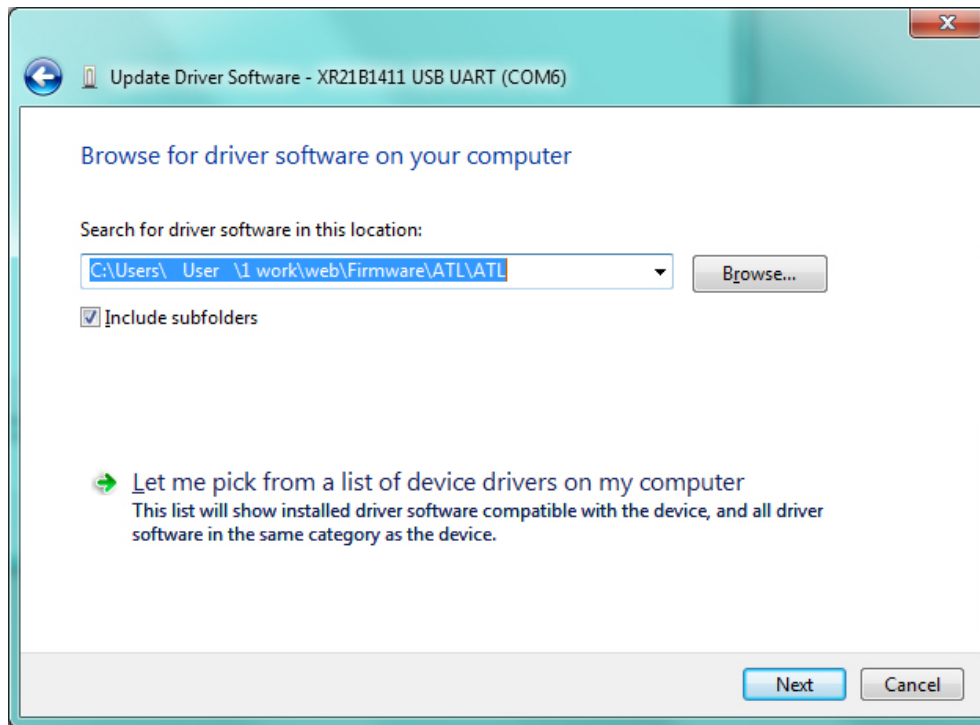 Update Driver Software - XR21B1411 USB UART (COM6)
Browse for driver software on your computer
Search for driver software in this location:
C:\Users\   User   \1 work\web\Firmware\ATL\ATL
Browse...
Include subfolders
Let me pick from a list of device drivers on my computer
This list will show installed driver software compatible with the device, and all driver
software in the same category as the device.
Next
Cancel